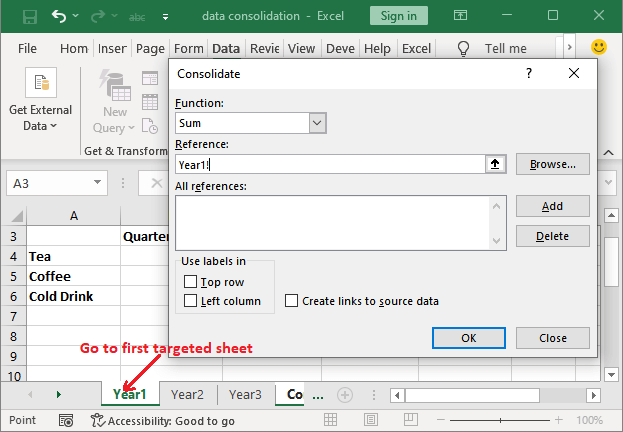 data consolidation - Excel
Sign in
File Hom Inser Page Form Data Revie View Deve Help Excel Tell me
Get External
Data
New
Query
Get & Transform
Consolidate
?
Function:
Sum
Reference:
Year1!
Browse...
All references:
Add
Delete
Use labels in
Top row
Left column
Create links to source data
OK
Close
A3
A
3 Quarter
4 Tea
5 Coffee
6 Cold Drink
7
8
9
10
Go to first targeted sheet
Year1 Year2 Year3 Co ...
Point Accessibility: Good to go 100%